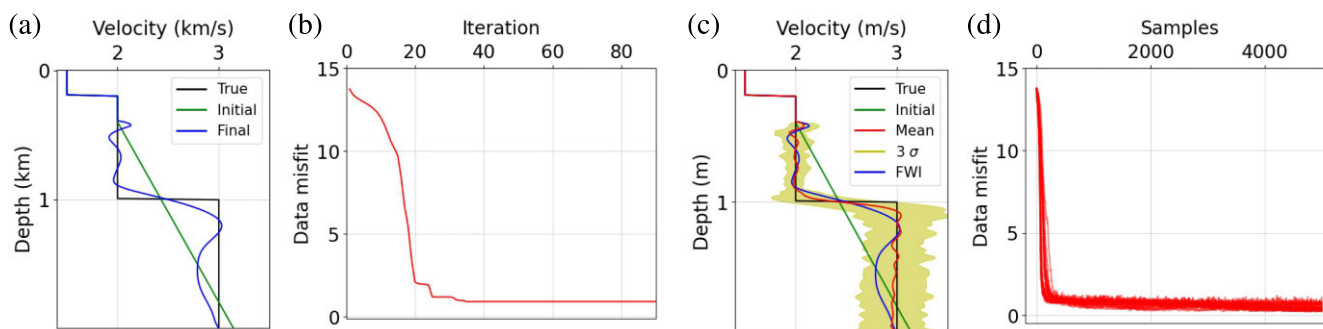 (a)
Velocity (km/s)
2 3
0
1
Depth (km)
True
Initial
Final
(b)
Iteration
0 20 40 60 80
15
10
5
0
Data misfit
(c)
Velocity (m/s)
2 3
0
1
Depth (m)
True
Initial
Mean
3 σ
FWI
(d)
Samples
0 2000 4000
15
10
5
0
Data misfit